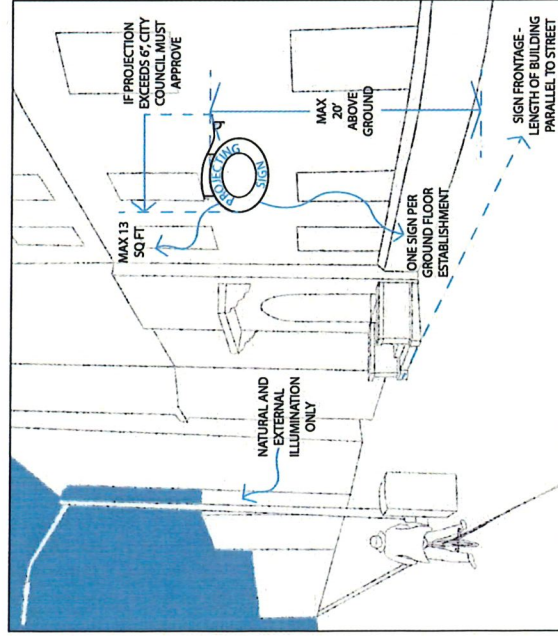 IF PROJECTION
EXCEEDS 6", CITY
COUNCIL MUST
APPROVE
MAX 13
SQ FT
PROJECTING
SIGN
MAX
20'
ABOVE
GROUND
NATURAL AND
EXTERNAL
ILLUMINATION
ONLY
ONE SIGN PER
GROUND FLOOR
ESTABLISHMENT
SIGN FRONTAGE -
LENGTH OF BUILDING
PARALLEL TO STREET